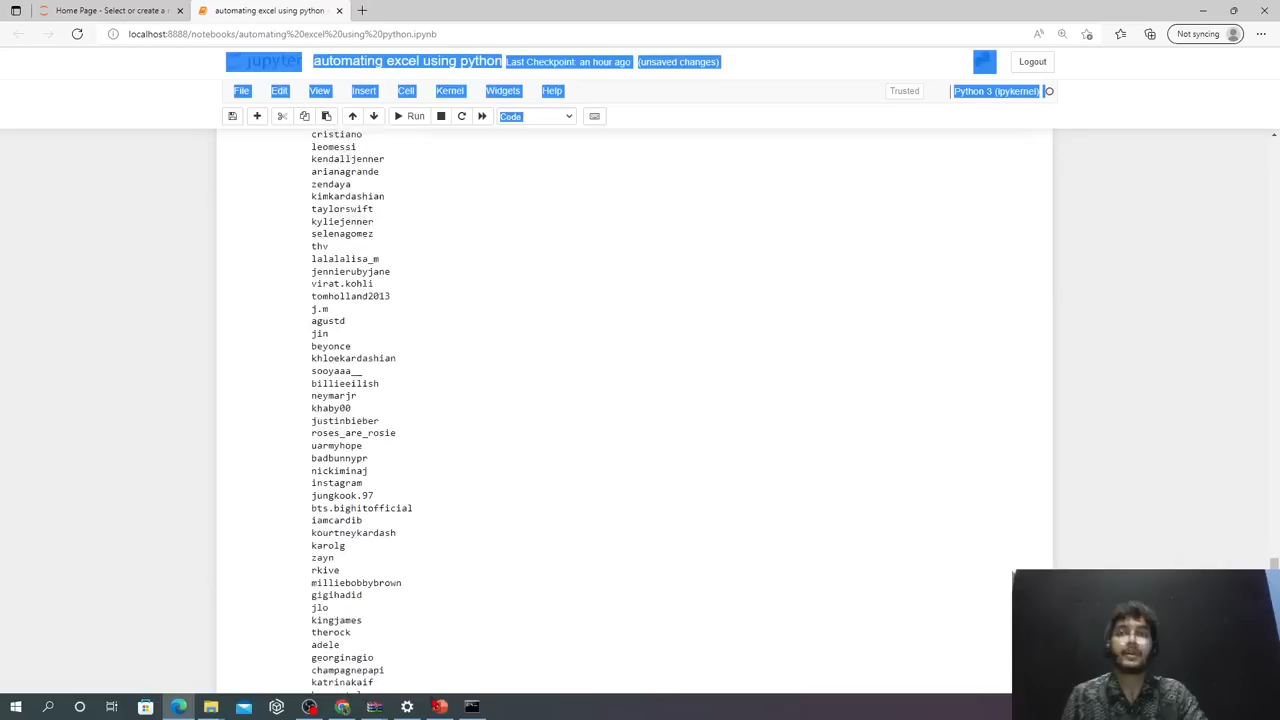 Home Page - Select or create a n
automating excel using python -
localhost:8888/notebooks/automating%20excel%20using%20python.ipynb
Not syncing
jupyter
automating excel using python Last Checkpoint: an hour ago (unsaved changes)
Logout
File Edit View Insert Cell Kernel Widgets Help
Trusted
Python 3 (ipykernel)
Run
Code
cristiano
leomessi
kendalljenner
arianagrande
zendaya
kimkardashian
taylorswift
kyliejenner
selenagomez
thv
lalalalisa_m
jennierubyjane
virat.kohli
tomholland2013
j.m
agustd
jin
beyonce
khloekardashian
sooyaaa__
billieeilish
neymarjr
khaby00
justinbieber
roses_are_rosie
uarmyhope
badbunnypr
nickiminaj
instagram
jungkook.97
bts.bighitofficial
iamcardib
kourtneykardash
karolg
zayn
rkive
milliebobbybrown
gigihadid
jlo
kingjames
therock
adele
georginagio
champagnepapi
katrinakaif